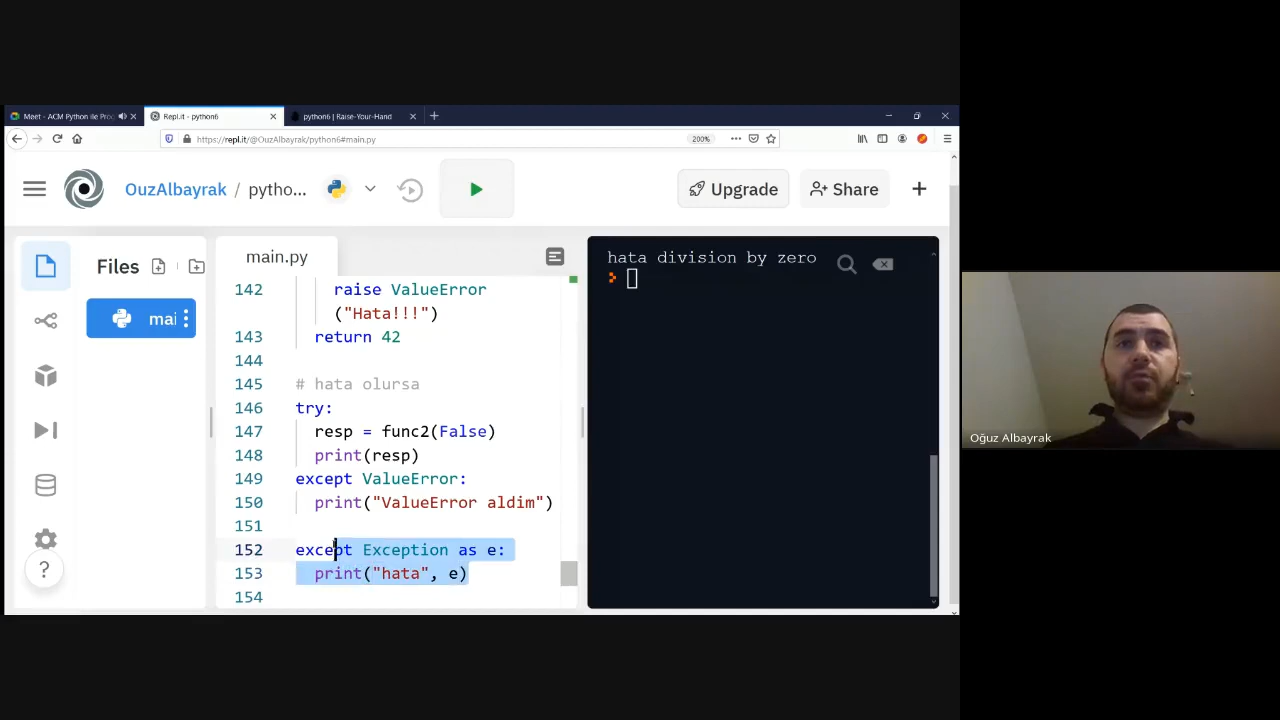 Meet - ACM Python ile Proç
Repl.it - python6
python6 | Raise-Your-Hand
https://repl.it/@OuzAlbayrak/python6#main.py
200%
OuzAlbayrak / pytho...
Upgrade
Share
Files
mai
main.py
142 raise ValueError
("Hata!!!")
143 return 42
144
145 # hata olursa
146 try:
147 resp = func2(False)
148 print(resp)
149 except ValueError:
150 print("ValueError aldim")
151
152 except Exception as e:
153 print("hata", e)
154
?
hata division by zero
Oğuz Albayrak